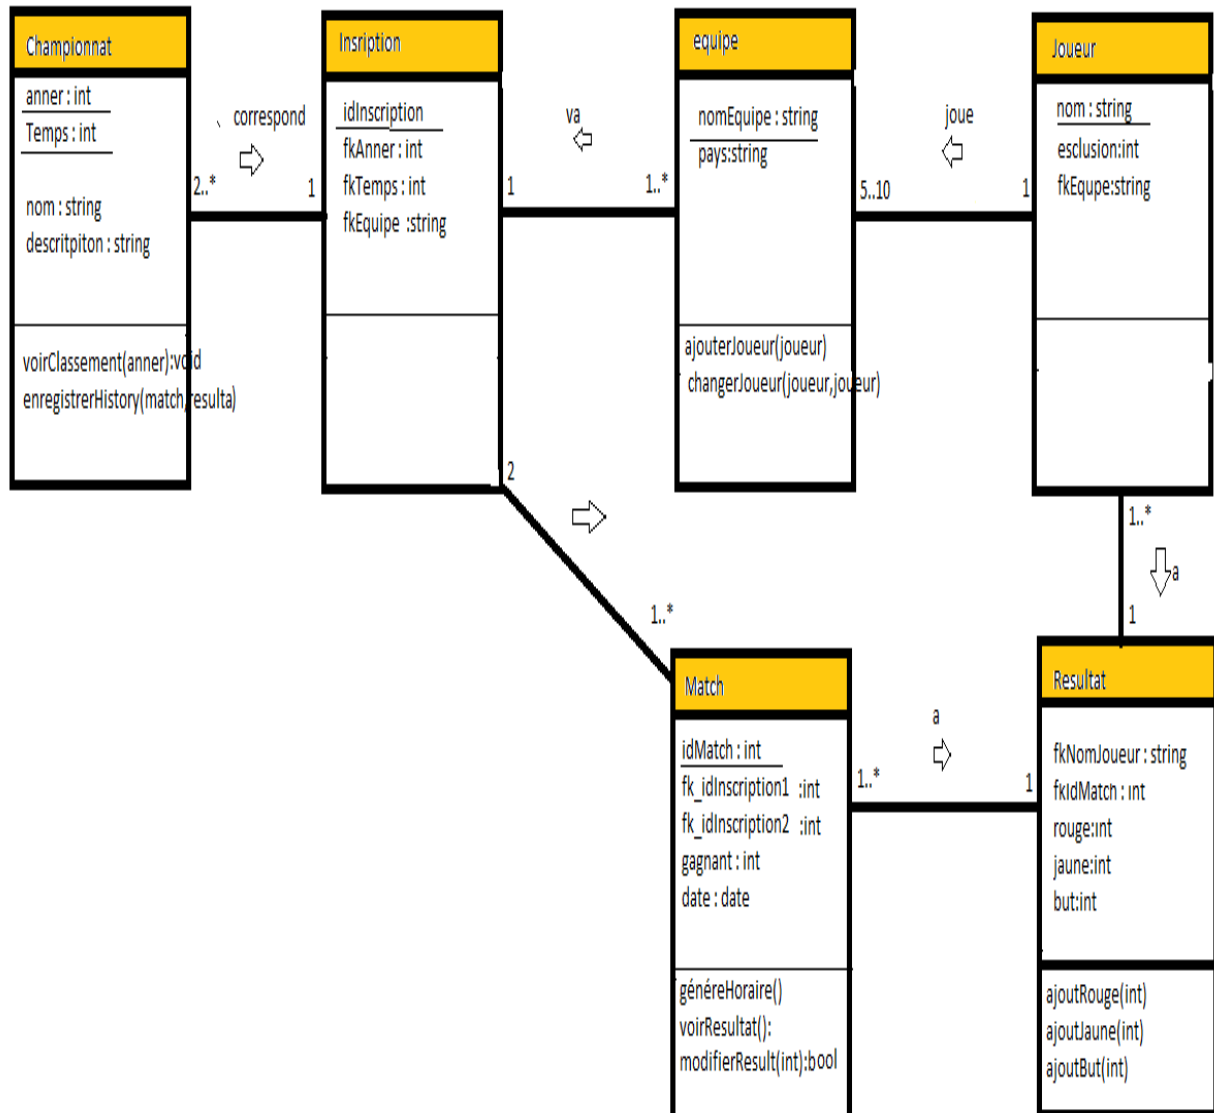 Championnat
anner : int
Temps : int
nom : string
descritpiton : string
voirClassement(anner):void
enregistrerHistory(match,resulta)
correspond
2..*
1
Insription
idInscription
fkAnner : int
fkTemps : int
fkEquipe :string
va
1
1..*
equipe
nomEquipe : string
pays:string
ajouterJoueur(joueur)
changerJoueur(joueur,joueur)
joue
5..10
1
Joueur
nom : string
esclusion:int
fkEqupe:string
2
1..*
1..*
a
1
Match
idMatch : int
fk_idInscription1 :int
fk_idInscription2 :int
gagnant : int
date : date
généreHoraire()
voirResultat():
modifierResult(int):bool
a
1..*
1
Resultat
fkNomJoueur : string
fkIdMatch : int
rouge:int
jaune:int
but:int
ajoutRouge(int)
ajoutJaune(int)
ajoutBut(int)